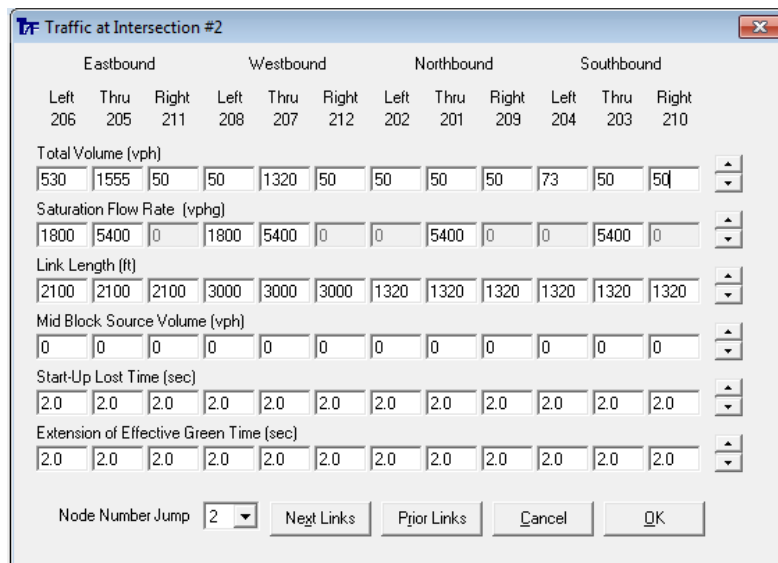 T7F Traffic at Intersection #2
Eastbound Westbound Northbound Southbound
Left Thru Right Left Thru Right Left Thru Right Left Thru Right
206 205 211 208 207 212 202 201 209 204 203 210
Total Volume (vph)
530 1555 50 50 1320 50 50 50 50 73 50 50
Saturation Flow Rate (vphg)
1800 5400 0 1800 5400 0 0 5400 0 0 5400 0
Link Length (ft)
2100 2100 2100 3000 3000 3000 1320 1320 1320 1320 1320 1320
Mid Block Source Volume (vph)
0 0 0 0 0 0 0 0 0 0 0 0
Start-Up Lost Time (sec)
2.0 2.0 2.0 2.0 2.0 2.0 2.0 2.0 2.0 2.0 2.0 2.0
Extension of Effective Green Time (sec)
2.0 2.0 2.0 2.0 2.0 2.0 2.0 2.0 2.0 2.0 2.0 2.0
Node Number Jump 2 Next Links Prior Links Cancel OK